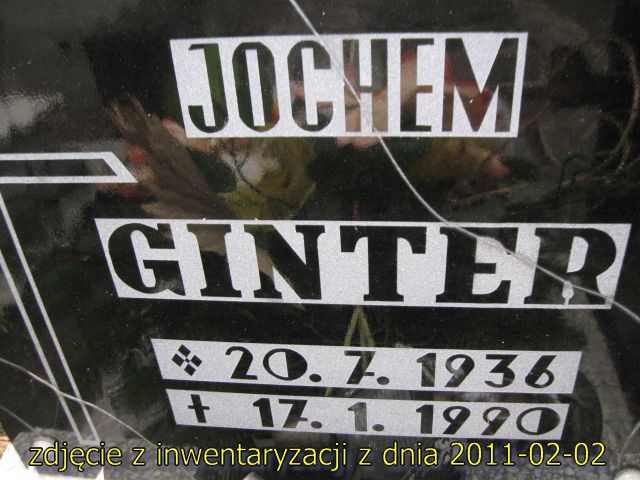 JOCHEM
GINTER
20. 7. 1936
† 17. 1. 1990
zdjęcie z inwentaryzacji z dnia 2011-02-02